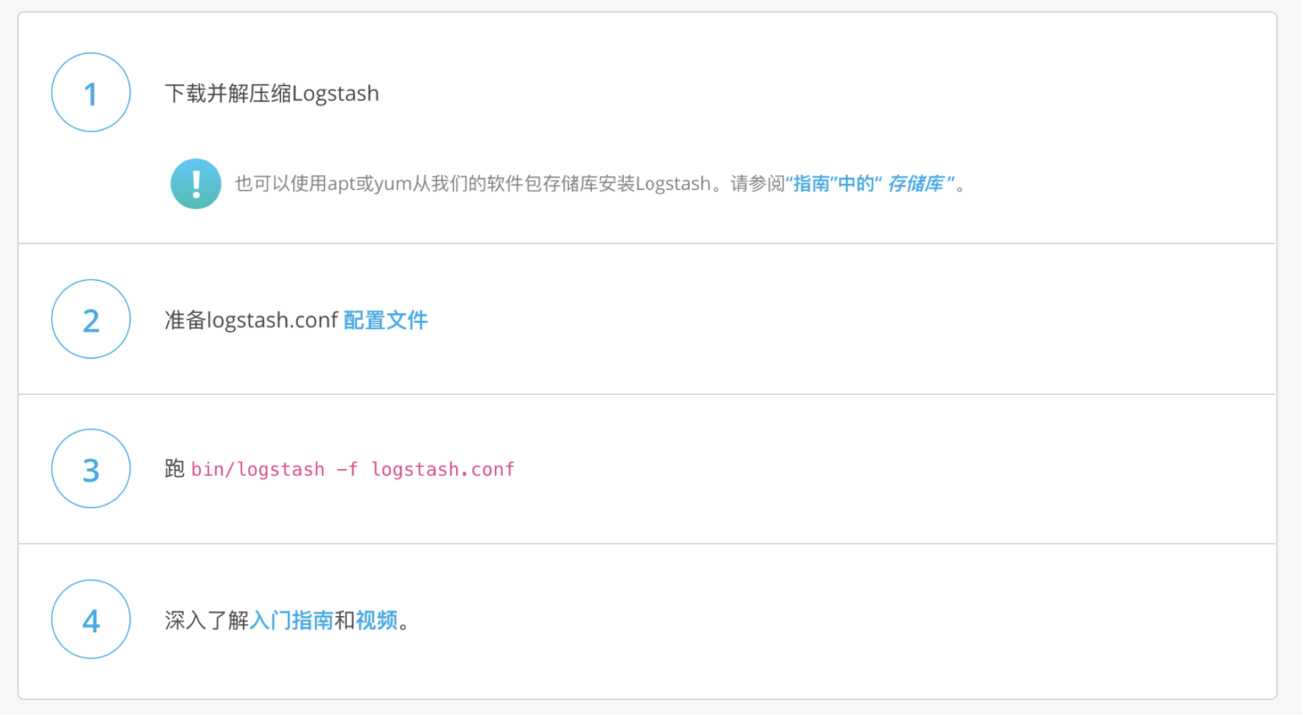 1
下载并解压缩Logstash
! 也可以使用apt或yum从我们的软件包存储库安装Logstash。请参阅“指南”中的“ 存储库 ”。
2
准备logstash.conf 配置文件
3
跑 bin/logstash -f logstash.conf
4
深入了解入门指南和视频。